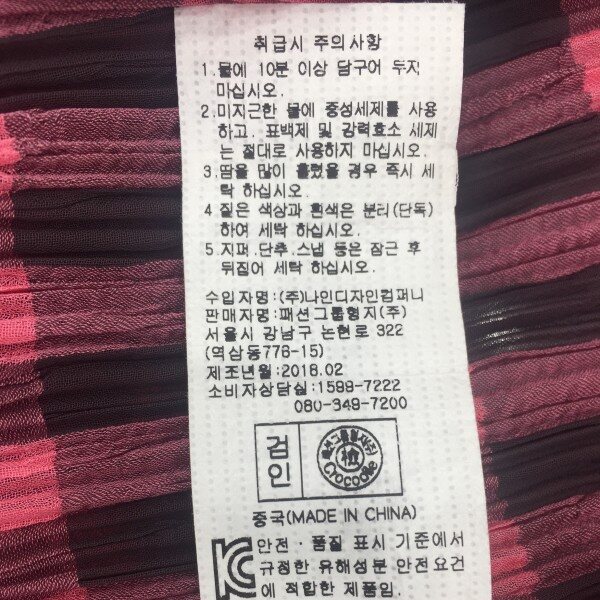 취급시 주의사항
1. 물에 10분 이상 담구어 두지
마십시오.
2. 미지근한 물에 중성세제를 사용
하고, 표백제 및 강력효소 세제
는 절대로 사용하지 마십시오.
3. 땀을 많이 흘렸을 경우 즉시 세
탁 하십시오.
4 짙은 색상과 흰색은 분리(단독)
하여 세탁 하십시오.
5. 지퍼.단추.스냅 등은 잠근 후
뒤집어 세탁 하십시오.
수입자명:(주)나인디자인컴퍼니
판매자명:패션그룹형지(주)
서울시 강남구 논현로 322
(역삼동776-15)
제조년월:2018.02
소비자상담실:1599-7222
080-349-7200
검인
패션그룹형지(주)
檢
Crocodile
중국(MADE IN CHINA)
안전·품질 표시 기준에서
규정한 유해성분 안전요건
에 적합한 제품임.